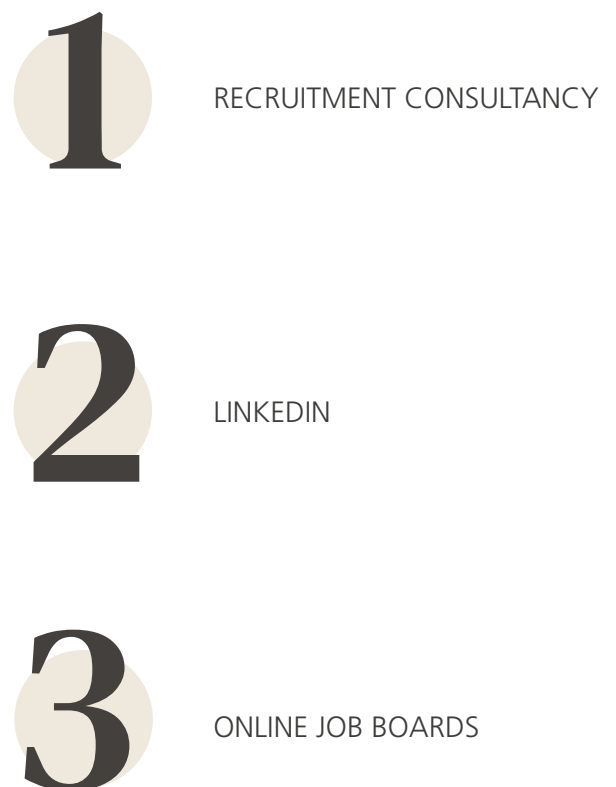 1
RECRUITMENT CONSULTANCY
2
LINKEDIN
3
ONLINE JOB BOARDS